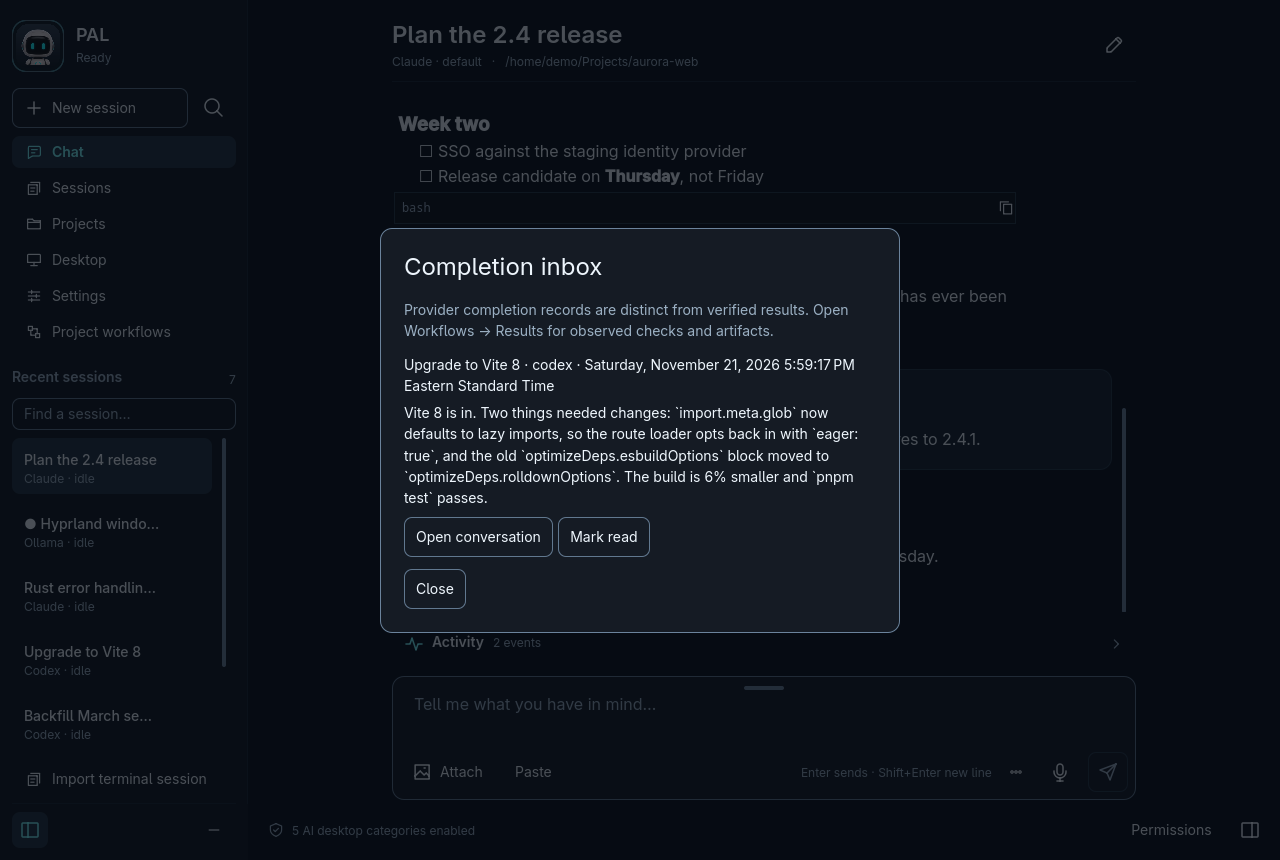 PAL
Ready
New session
Chat
Sessions
Projects
Desktop
Settings
Project workflows
Recent sessions 7
Find a session...
Plan the 2.4 release
Claude · idle
Hyprland windo...
Ollama · idle
Rust error handlin...
Claude · idle
Upgrade to Vite 8
Codex · idle
Backfill March se...
Codex · idle
Import terminal session
Plan the 2.4 release
Claude · default · /home/demo/Projects/aurora-web
Week two
☐ SSO against the staging identity provider
☐ Release candidate on Thursday, not Friday
bash
has ever been
es to 2.4.1.
sday.
Completion inbox
Provider completion records are distinct from verified results. Open
Workflows → Results for observed checks and artifacts.
Upgrade to Vite 8 · codex · Saturday, November 21, 2026 5:59:17 PM
Eastern Standard Time
Vite 8 is in. Two things needed changes: `import.meta.glob` now
defaults to lazy imports, so the route loader opts back in with `eager:
true`, and the old `optimizeDeps.esbuildOptions` block moved to
`optimizeDeps.rolldownOptions`. The build is 6% smaller and `pnpm
test` passes.
Open conversation Mark read
Close
Activity 2 events
Tell me what you have in mind...
Attach Paste Enter sends · Shift+Enter new line
5 AI desktop categories enabled
Permissions